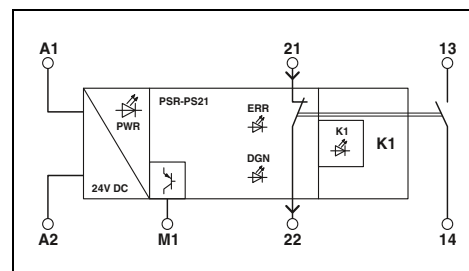 A1 21 13
PSR-PS21
ERR
PWR
K1
K1
DGN
24V DC
A2 M1 22 14